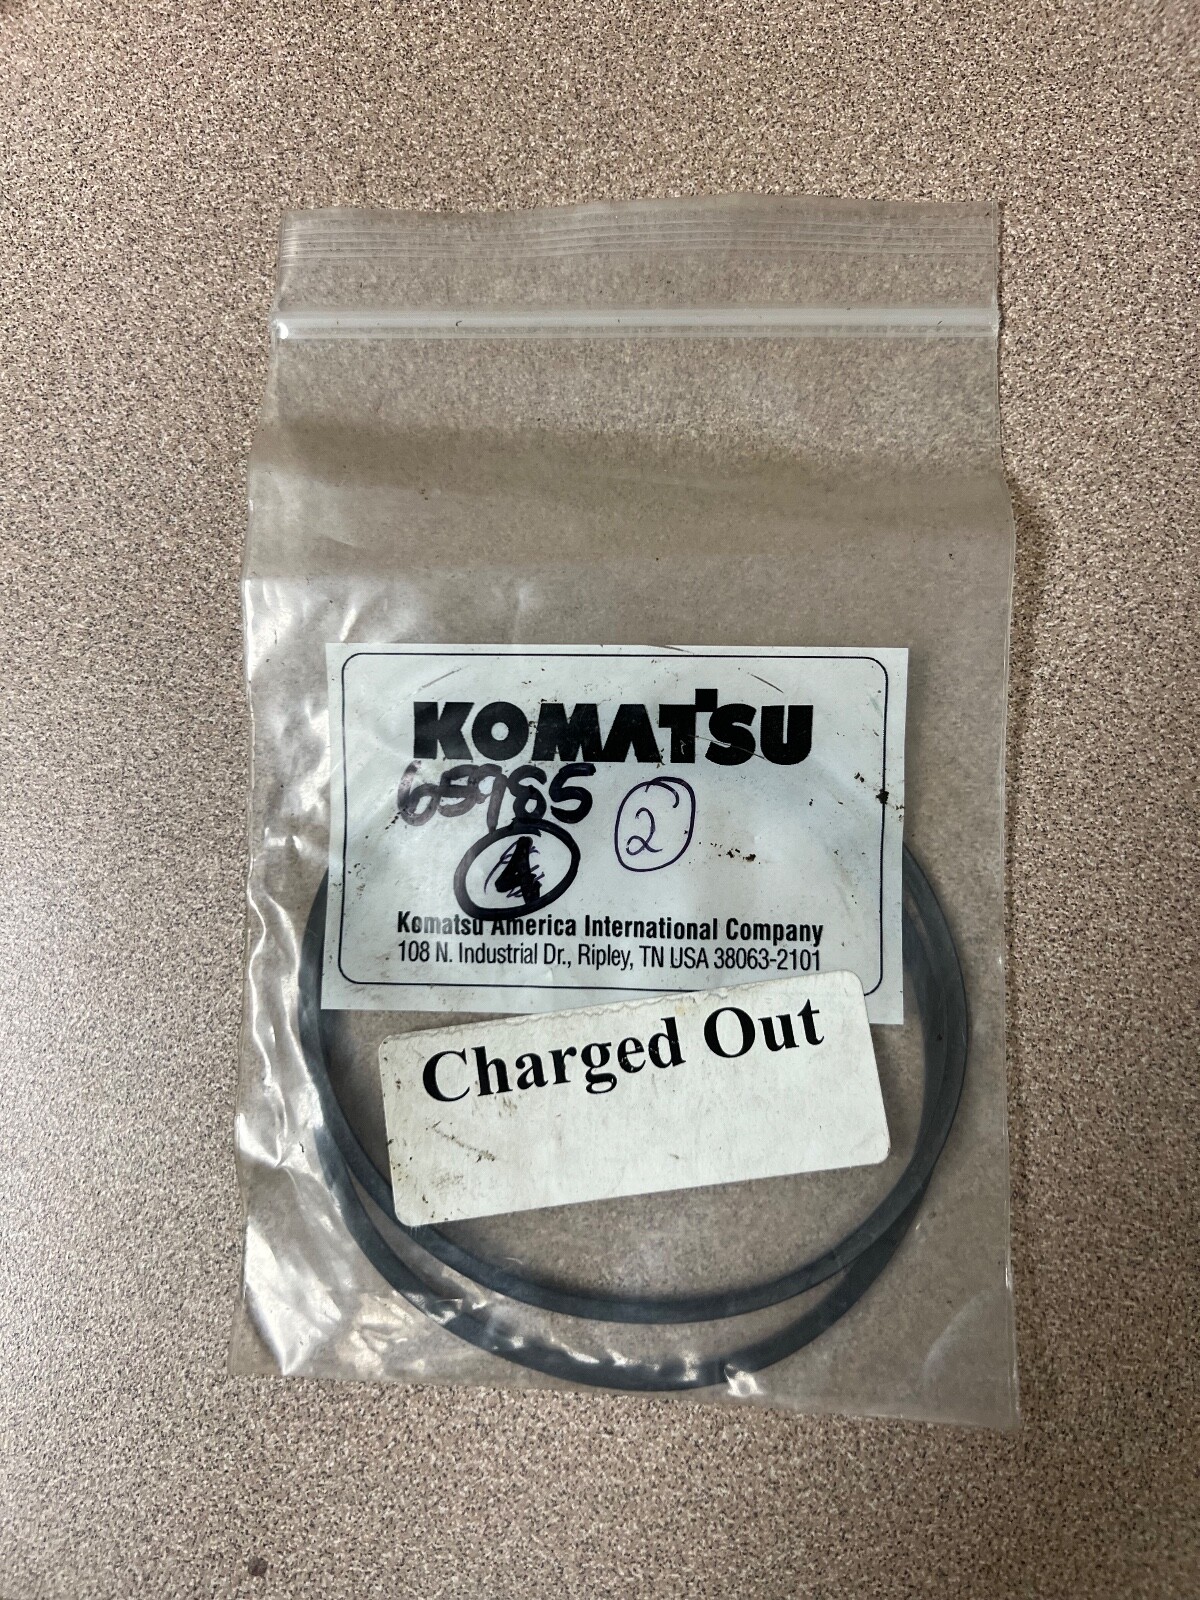 KOMATSU
65985
2
4
Komatsu America International Company
108 N. Industrial Dr., Ripley, TN USA 38063-2101
Charged Out